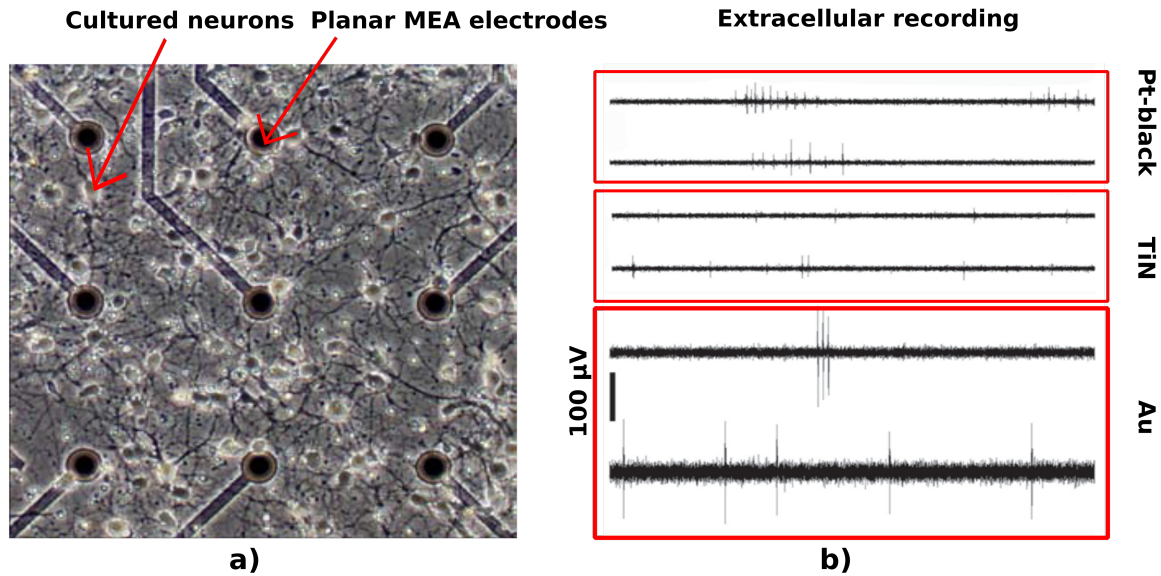 Cultured neurons
Planar MEA electrodes
Extracellular recording
Pt-black
TiN
100 μV
Au
a)
b)